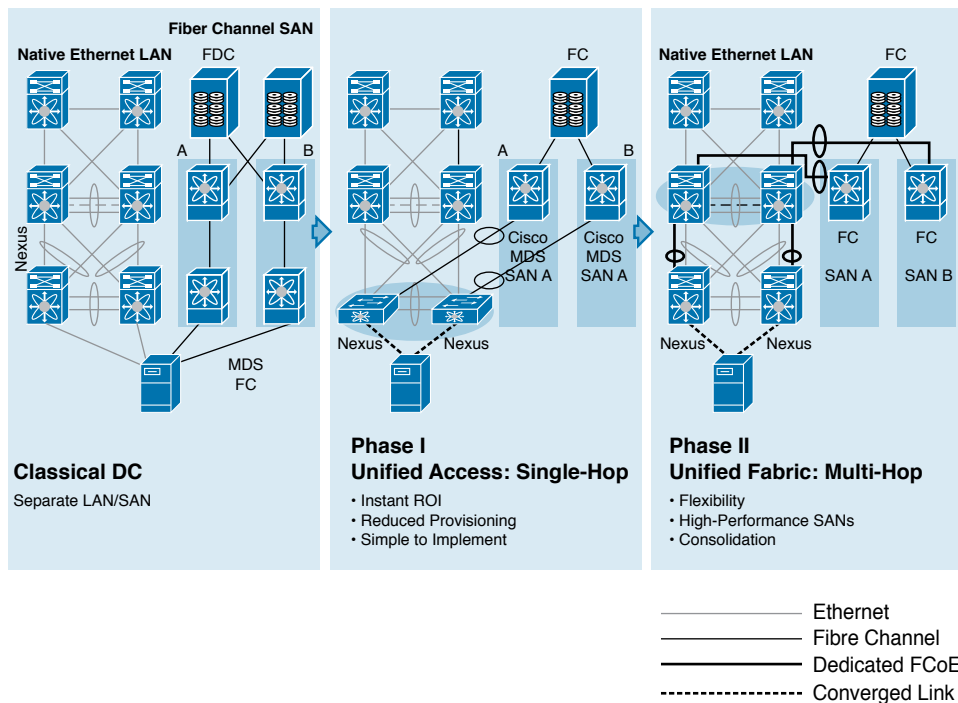 Fiber Channel SAN
Native Ethernet LAN
FDC
A
B
Nexus
MDS
FC
Classical DC
Separate LAN/SAN
FC
A
B
Cisco
MDS
SAN A
Cisco
MDS
SAN A
Nexus
Nexus
Phase I
Unified Access: Single-Hop
• Instant ROI
• Reduced Provisioning
• Simple to Implement
Native Ethernet LAN
FC
FC
FC
SAN A
SAN B
Nexus
Nexus
Phase II
Unified Fabric: Multi-Hop
• Flexibility
• High-Performance SANs
• Consolidation
Ethernet
Fibre Channel
Dedicated FCoE
Converged Link